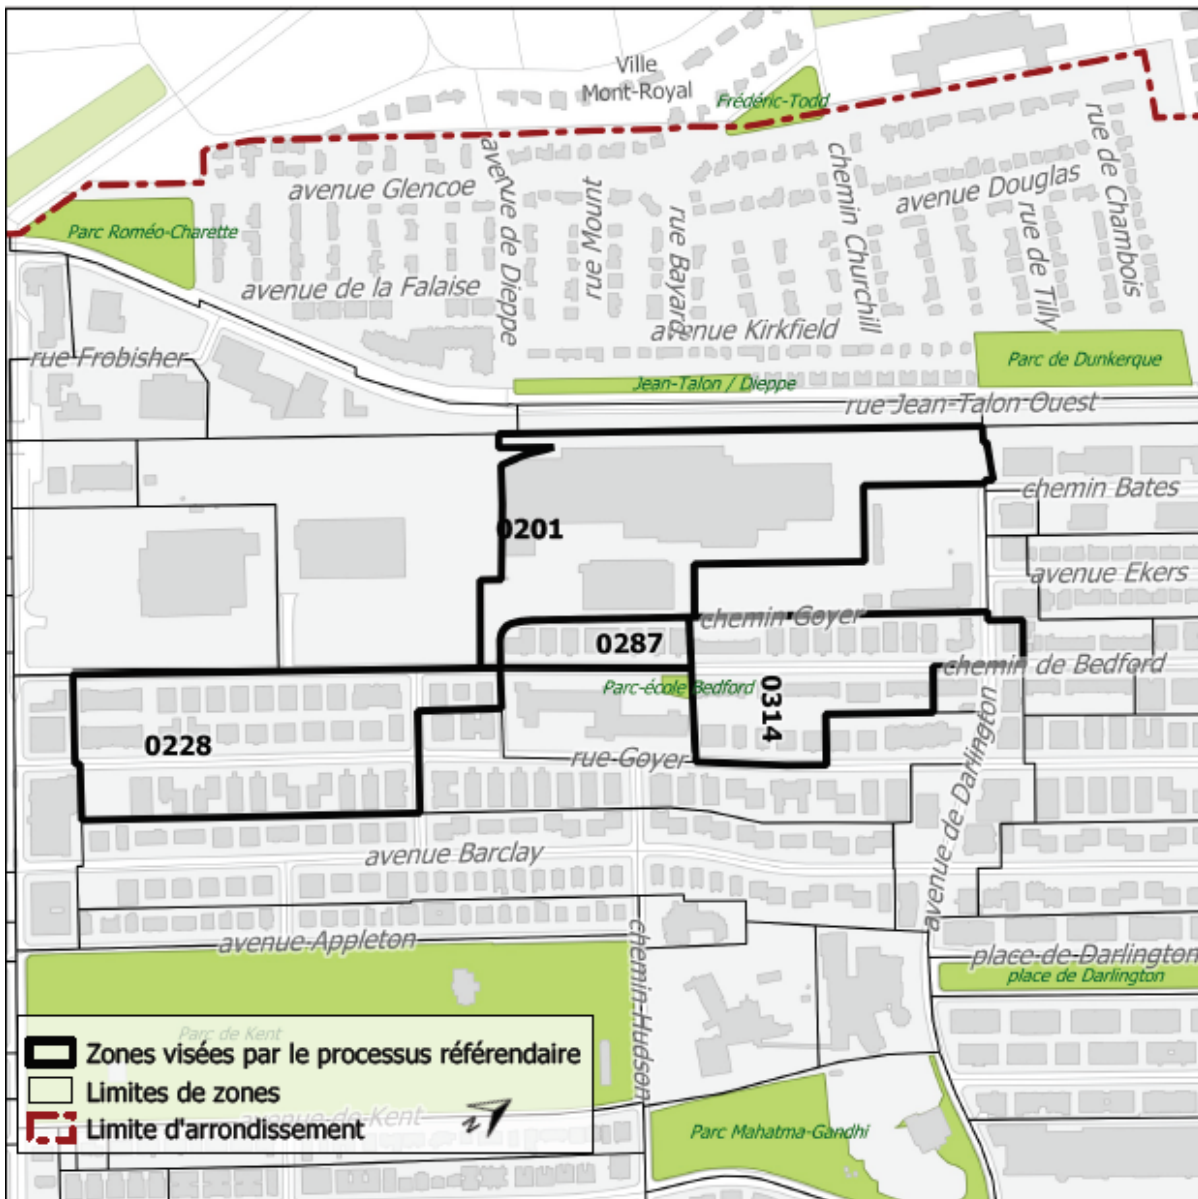 Ville
Mont-Royal
Frédéric-Todd
avenue Glencoe
avenue de Dieppe
rue Mount
rue Bayard
chemin Churchill
avenue Douglas
rue de Chambois
rue de Tilly
Parc Roméo-Charette
avenue de la Falaise
avenue Kirkfield
rue Frobisher
Jean-Talon / Dieppe
Parc de Dunkerque
rue Jean-Talon Ouest
chemin Bates
0201
avenue Ekers
chemin Goyer
0287
chemin de Bedford
Parc-école Bedford
0314
0228
rue Goyer
avenue de Darlington
avenue Barclay
avenue Appleton
chemin Hudson
place de Darlington
place de Darlington
Parc de Kent
Zones visées par le processus référendaire
Limites de zones
Limite d'arrondissement
avenue de Kent
N
Parc Mahatma-Gandhi